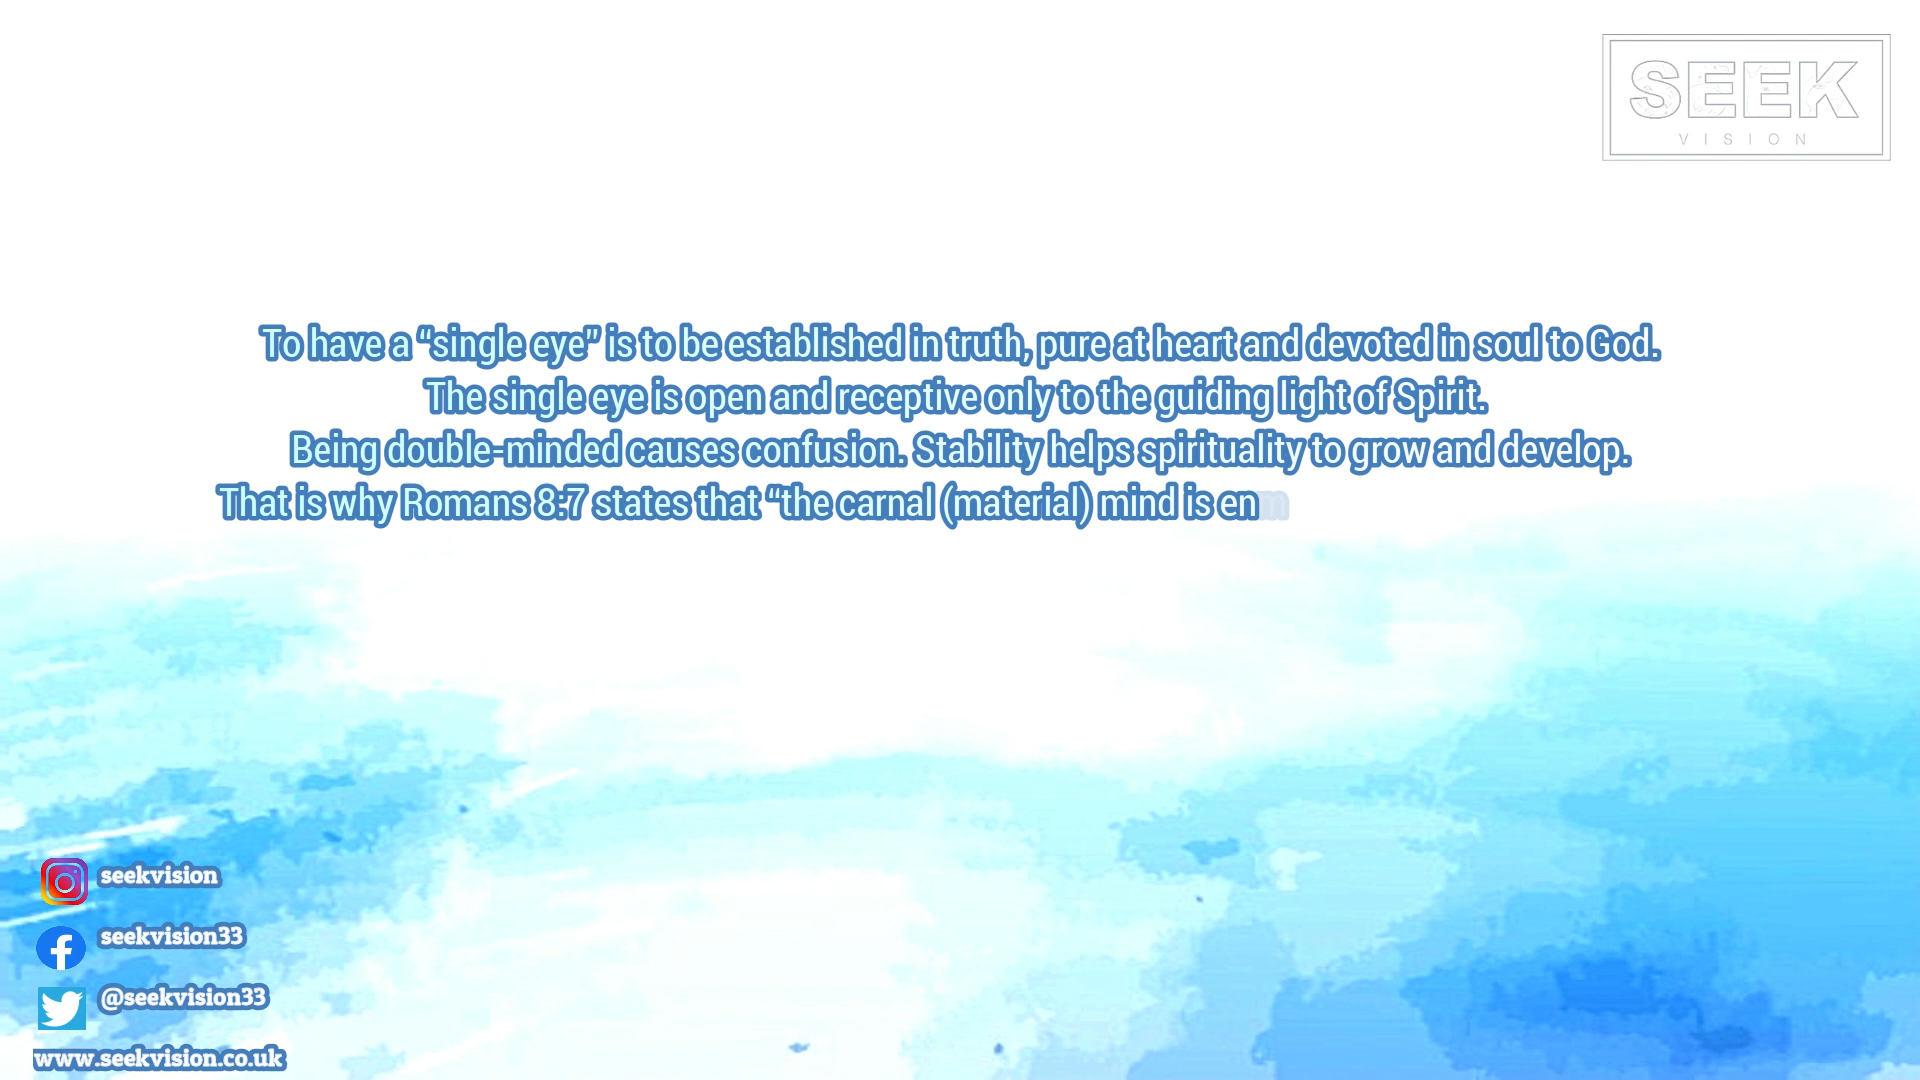 SEEK
VISION
To have a “single eye” is to be established in truth, pure at heart and devoted in soul to God.
The single eye is open and receptive only to the guiding light of Spirit.
Being double-minded causes confusion. Stability helps spirituality to grow and develop.
That is why Romans 8:7 states that “the carnal (material) mind is enm
seekvision
seekvision33
@seekvision33
www.seekvision.co.uk